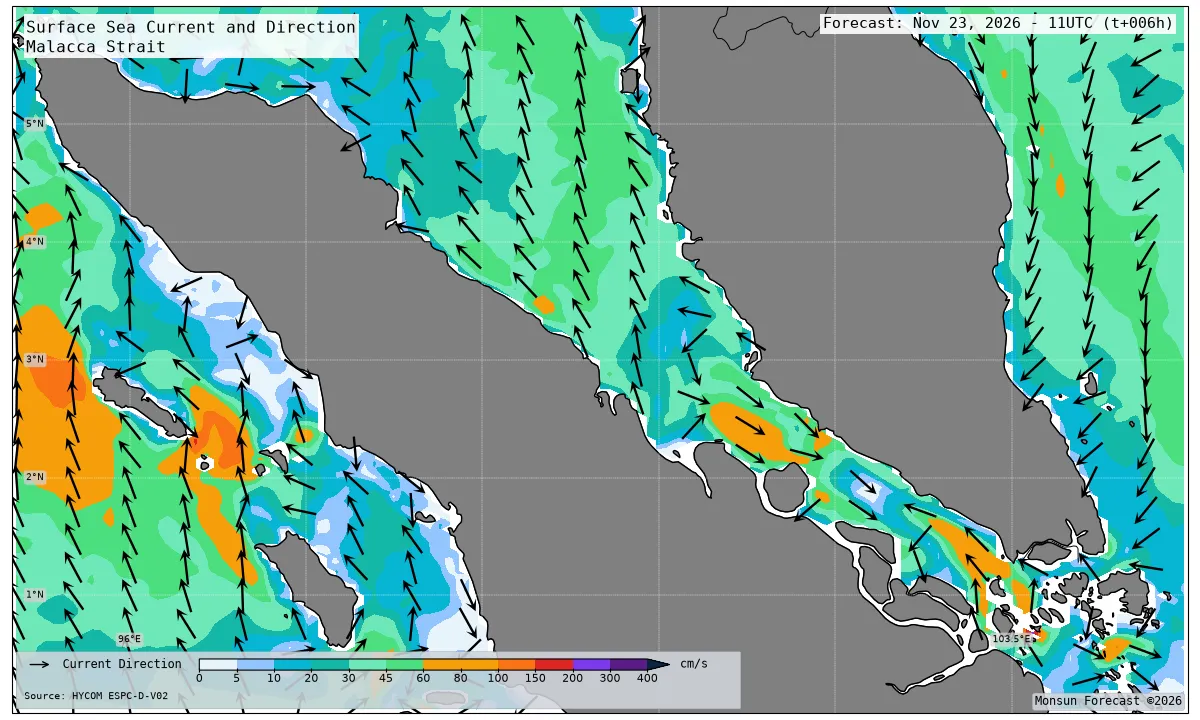 Surface Sea Current and Direction
Malacca Strait
Forecast: Nov 23, 2026 - 11UTC (t+006h)
5°N
4°N
3°N
2°N
1°N
96°E
103.5°E
Current Direction
0 5 10 20 30 45 60 80 100 150 200 300 400
cm/s
Source: HYCOM ESPC-D-V02
Monsun Forecast ©2026